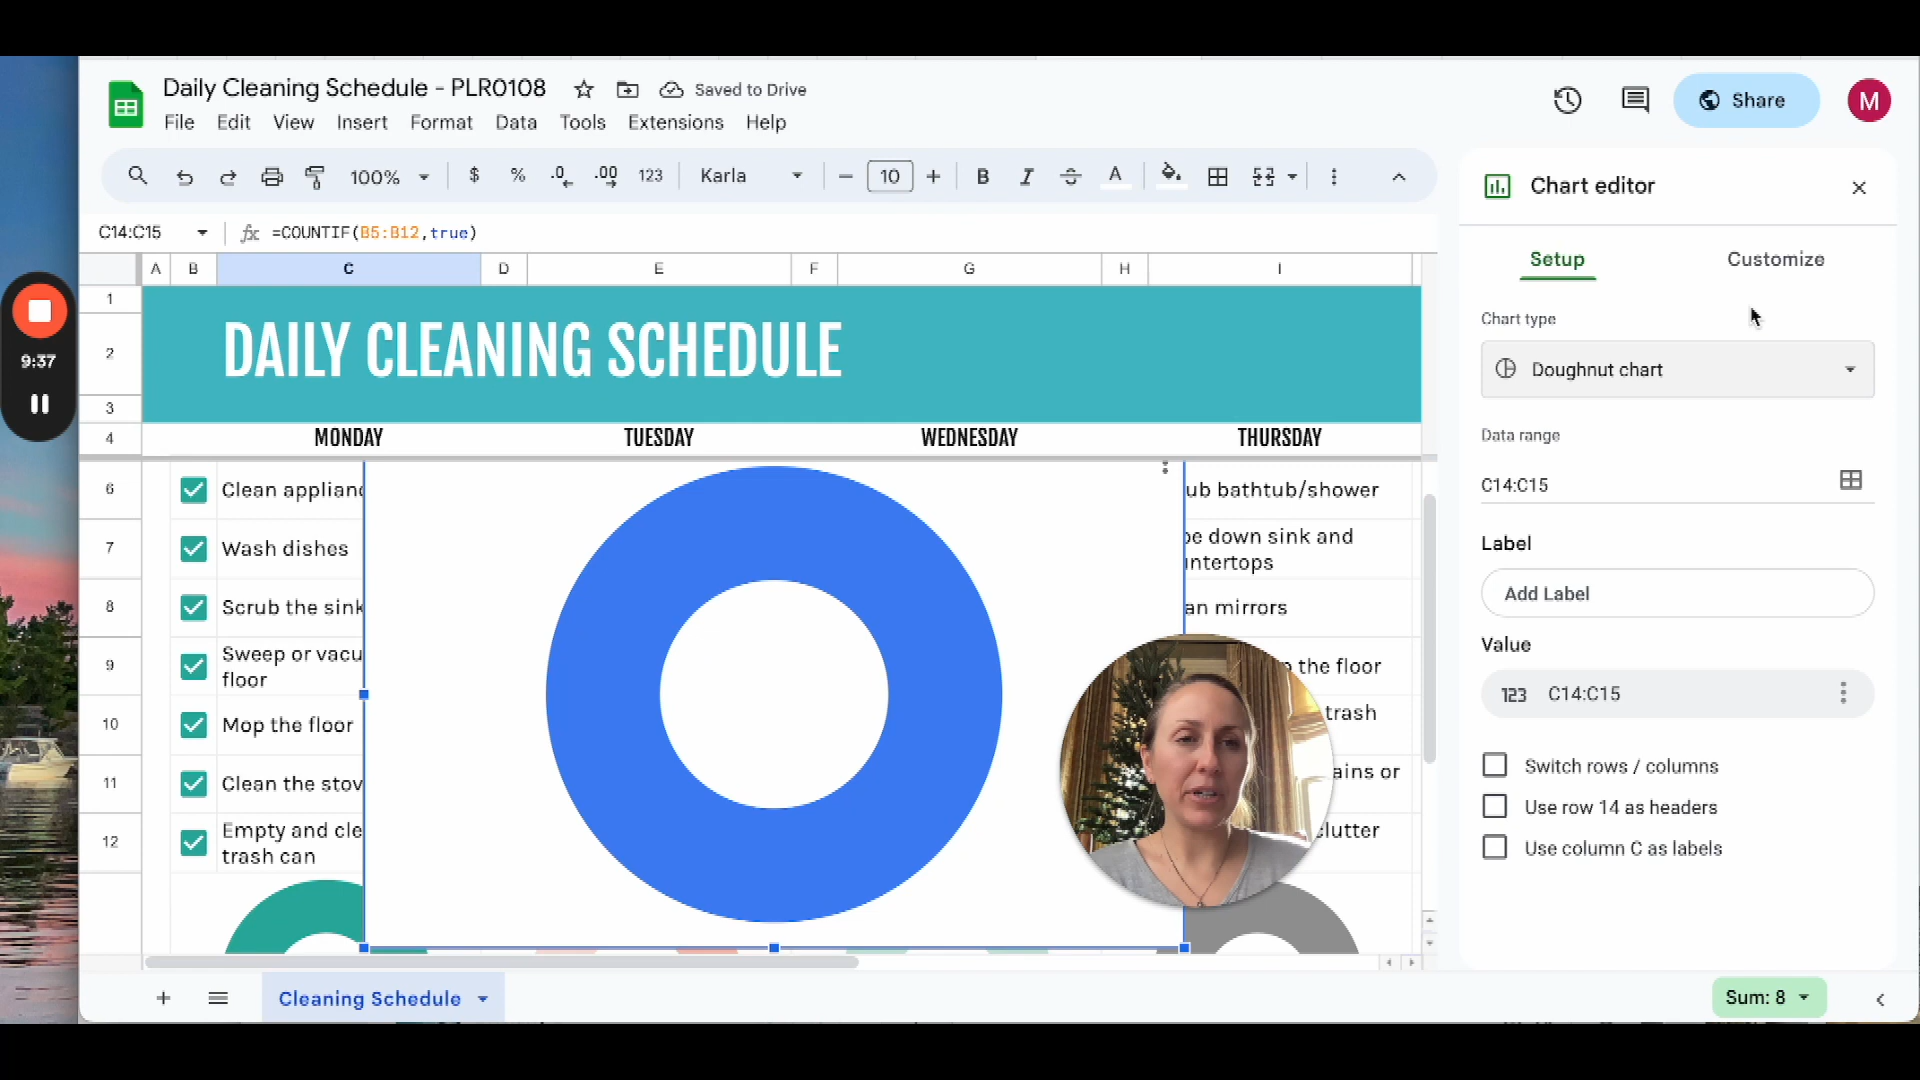 Daily Cleaning Schedule - PLR0108
Saved to Drive
Share
M
File Edit View Insert Format Data Tools Extensions Help
100% $ % .0 .00 123 Karla 10 B I A
C14:C15 fx =COUNTIF(B5:B12,true)
A B C D E F G H I
1
2 DAILY CLEANING SCHEDULE
3
4 MONDAY TUESDAY WEDNESDAY THURSDAY
6 Clean applianc ub bathtub/shower
7 Wash dishes pe down sink and
untertops
8 Scrub the sink an mirrors
9 Sweep or vacu
floor
p the floor
10 Mop the floor trash
11 Clean the stov ains or
12 Empty and cle
trash can
clutter
9:37
Chart editor
Setup Customize
Chart type
Doughnut chart
Data range
C14:C15
Label
Add Label
Value
123 C14:C15
Switch rows / columns
Use row 14 as headers
Use column C as labels
Cleaning Schedule
Sum: 8